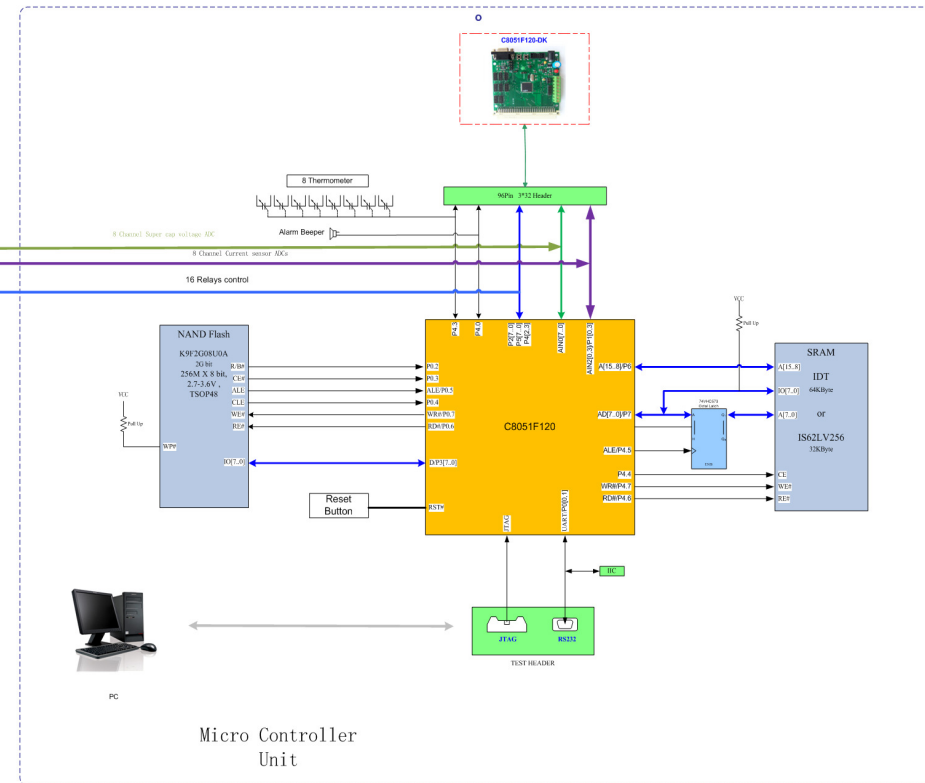 C8051F120-DK
8 Thermometer
96Pin 3*32 Header
Alarm Beeper
8 Channel Super cap voltage ADC
8 Channel Current sensor ADCs
16 Relays control
P4.3
P4.0
P2[7..0]
P5[7..0]
P4[2.3]
AIN0[7..0]
AIN2[0.3]/P1[0.3]
NAND Flash
K9F2G08U0A
2G bit
256M X 8 bit,
2.7-3.6V ,
TSOP48
R/B#
CE#
ALE
CLE
WE#
RE#
IO[7..0]
WP#
VCC
Pull Up
P0.2
P0.3
ALE/P0.5
P0.4
WR#/P0.7
RD#/P0.6
D/P3[7..0]
RST#
Reset
Button
C8051F120
A[15..8]/P6
AD[7..0]/P7
ALE/P4.5
P4.4
WR#/P4.7
RD#/P4.6
JTAG
UART/P0[0,1]
VCC
Pull Up
SRAM
IDT
64KByte
or
IS62LV256
32KByte
A[15..8]
IO[7..0]
A[7..0]
CE
WE#
RE#
IIC
JTAG
RS232
TEST HEADER
PC
Micro Controller
Unit